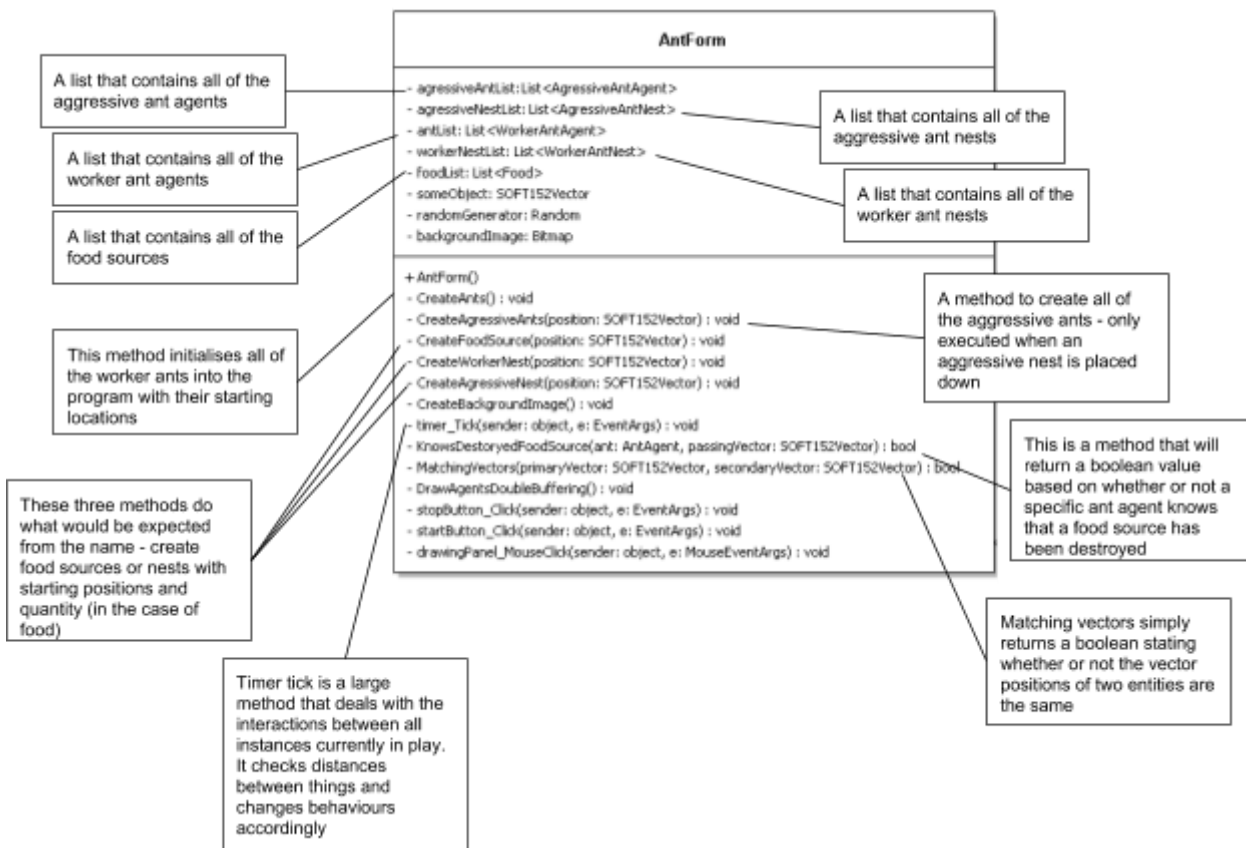 AntForm
- agressiveAntList:List<AgressiveAntAgent>
- agressiveNestList: List<AgressiveAntNest>
- antList: List<WorkerAntAgent>
- workerNestList: List<WorkerAntNest>
- foodList: List<Food>
- someObject: SOFT152Vector
- randomGenerator: Random
- backgroundImage: Bitmap
+ AntForm()
- CreateAnts() : void
- CreateAgressiveAnts(position: SOFT152Vector) : void
- CreateFoodSource(position: SOFT152Vector) : void
- CreateWorkerNest(position: SOFT152Vector) : void
- CreateAgressiveNest(position: SOFT152Vector) : void
- CreateBackgroundImage() : void
- timer_Tick(sender: object, e: EventArgs) : void
- KnowsDestoryedFoodSource(ant: AntAgent, passingVector: SOFT152Vector) : bool
- MatchingVectors(primaryVector: SOFT152Vector, secondaryVector: SOFT152Vector) : bool
- DrawAgentsDoubleBuffering() : void
- stopButton_Click(sender: object, e: EventArgs) : void
- startButton_Click(sender: object, e: EventArgs) : void
- drawingPanel_MouseClick(sender: object, e: MouseEventArgs) : void
A list that contains all of the
aggressive ant agents
A list that contains all of the
worker ant agents
A list that contains all of the
food sources
This method initialises all of
the worker ants into the
program with their starting
locations
These three methods do
what would be expected
from the name - create
food sources or nests with
starting positions and
quantity (in the case of
food)
Timer tick is a large
method that deals with the
interactions between all
instances currently in play.
It checks distances
between things and
changes behaviours
accordingly
A list that contains all of the
aggressive ant nests
A list that contains all of the
worker ant nests
A method to create all of
the aggressive ants - only
executed when an
aggressive nest is placed
down
This is a method that will
return a boolean value
based on whether or not a
specific ant agent knows
that a food source has
been destroyed
Matching vectors simply
returns a boolean stating
whether or not the vector
positions of two entities are
the same